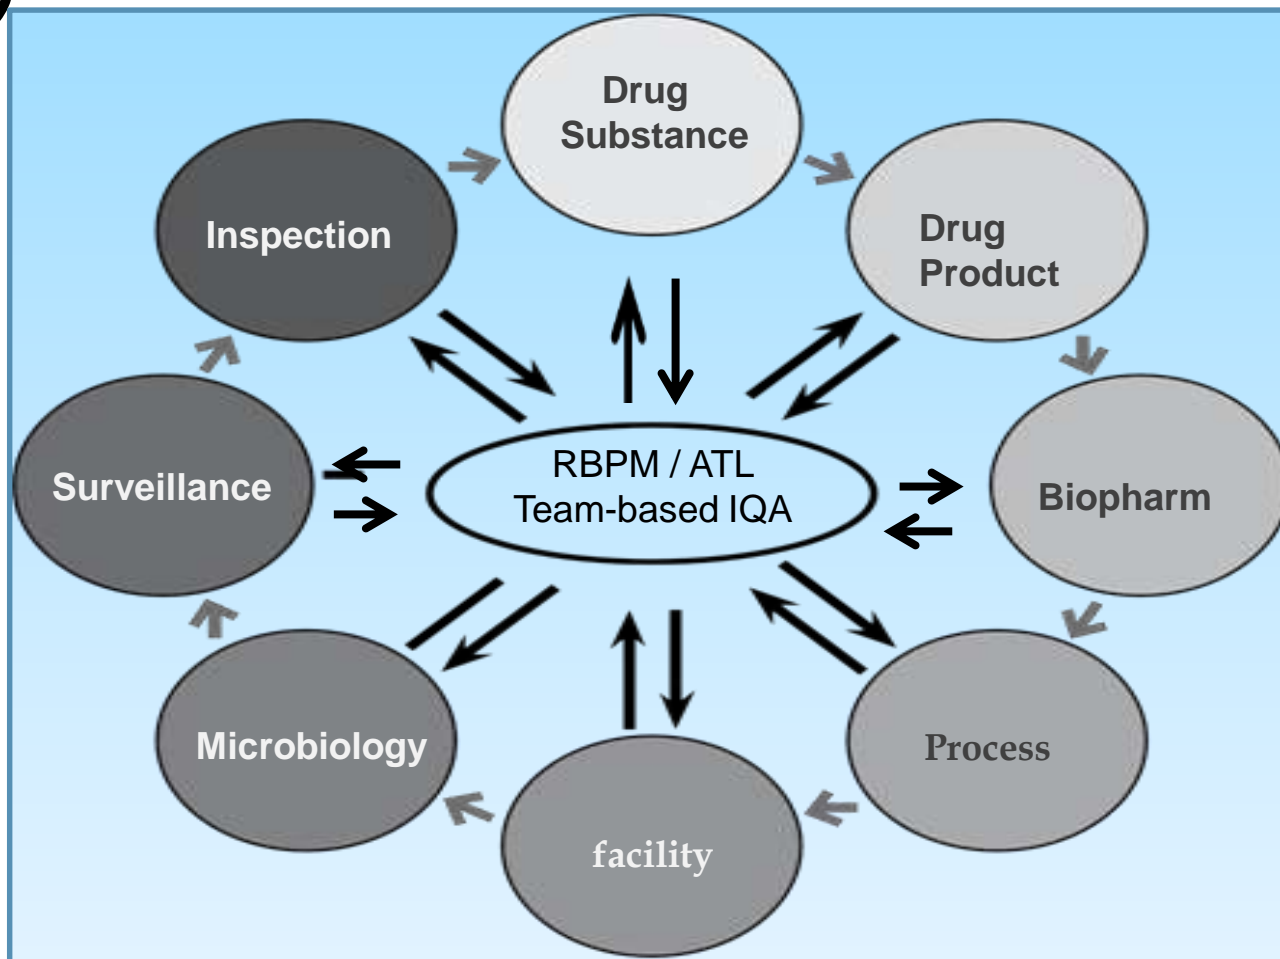 Drug
Substance
Inspection
Drug
Product
RBPM / ATL
Team-based IQA
Surveillance
Biopharm
Microbiology
Process
facility